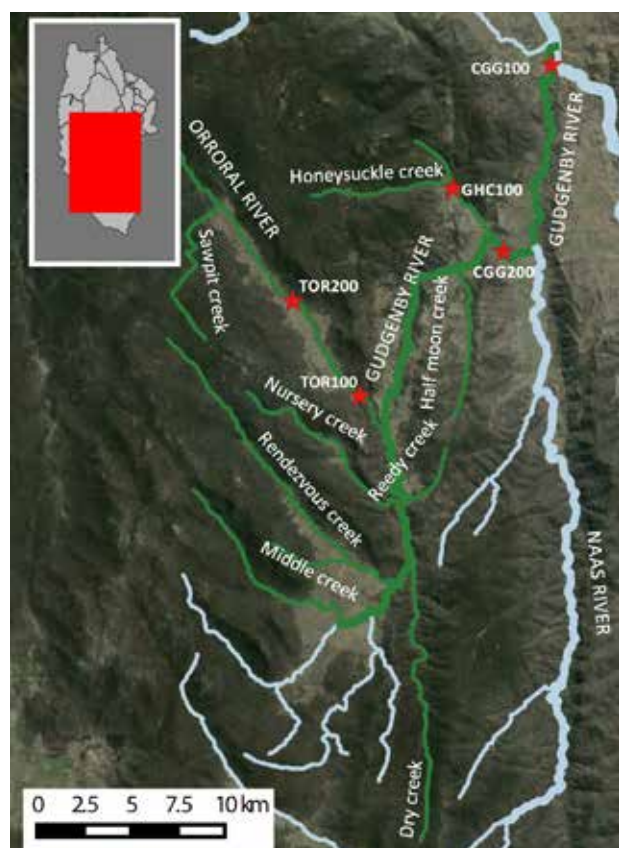 CGG100
ORRORAL RIVER
Honeysuckle creek
GHC100
GUDGENBY RIVER
Sawpit creek
TOR200
GUDGENBY RIVER
CGG200
Half moon creek
TOR100
Nursery creek
Reedy creek
Rendezvous creek
Middle creek
NAAS RIVER
Dry creek
0 2.5 5 7.5 10 km